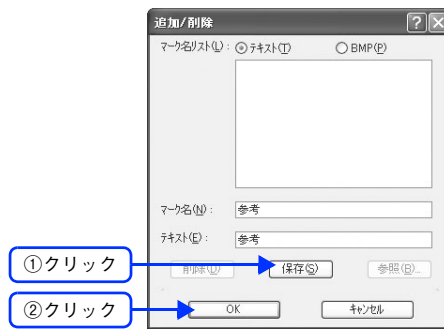 追加/削除
マーク名リスト(L): テキスト(T) BMP(P)
マーク名(N): 参考
テキスト(E): 参考
①クリック 削除(D) 保存(S) 参照(B)...
②クリック OK キャンセル